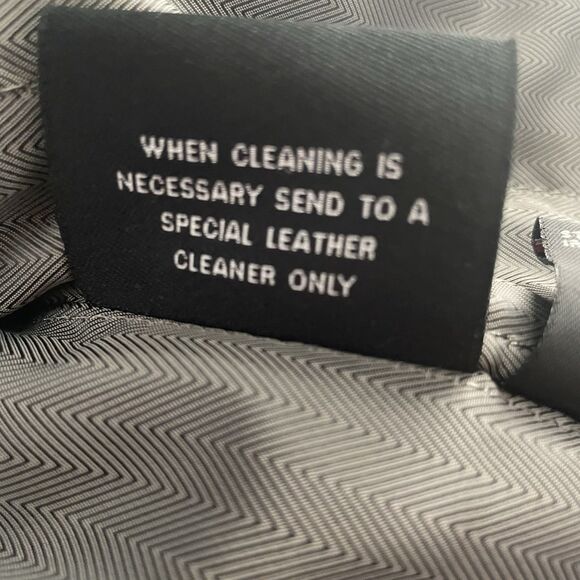 WHEN CLEANING IS
NECESSARY SEND TO A
SPECIAL LEATHER
CLEANER ONLY